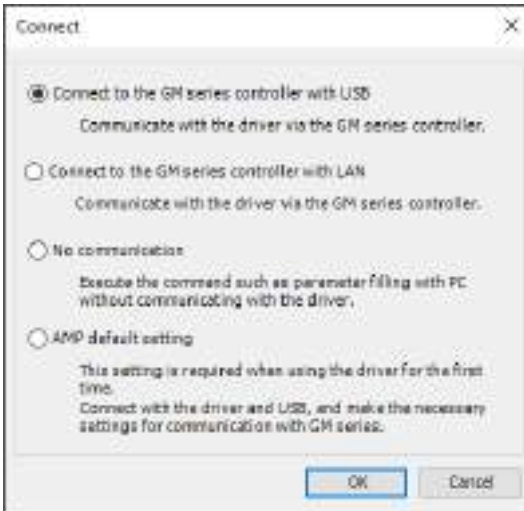 Connect
Connect to the GM series controller with USB
Communicate with the driver via the GM series controller.
Connect to the GM series controller with LAN
Communicate with the driver via the GM series controller.
No communication
Execute the command such as parameter filling with PC
without communicating with the driver.
AMP default setting
This setting is required when using the driver for the first
time.
Connect with the driver and USB, and make the necessary
settings for communication with GM series.
OK
Cancel